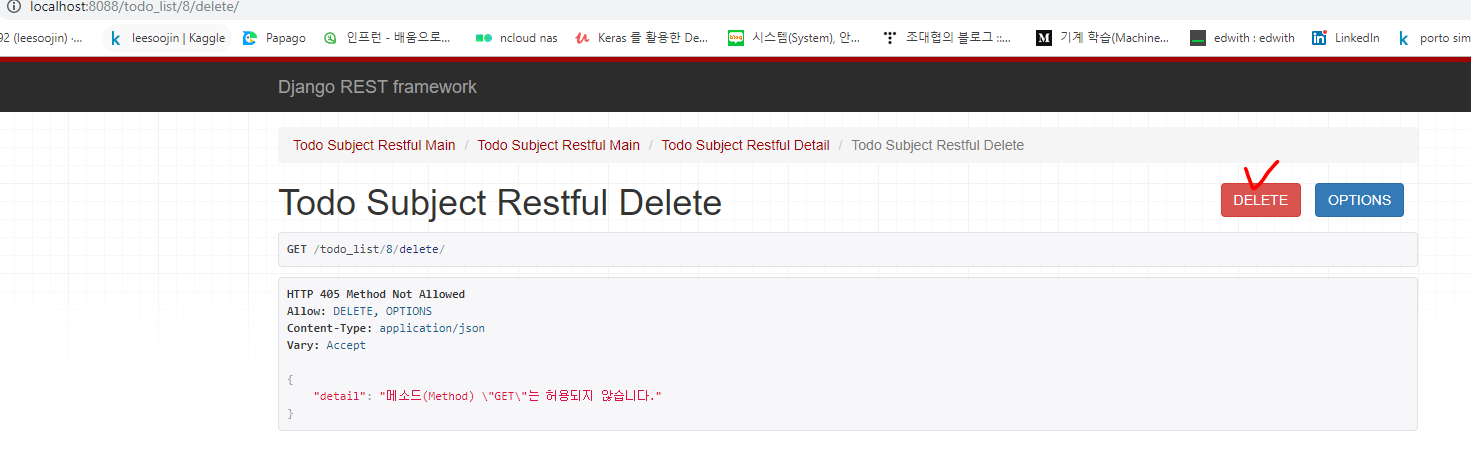 localhost:8088/todo_list/8/delete/
92 (leesoojin) ·... leesoojin | Kaggle Papago 인프런 - 배움으로... ncloud nas Keras 를 활용한 De... 시스템(System), 안... 조대협의 블로그 ::... 기계 학습(Machine... edwith : edwith LinkedIn porto sim
Django REST framework
Todo Subject Restful Main / Todo Subject Restful Main / Todo Subject Restful Detail / Todo Subject Restful Delete
Todo Subject Restful Delete DELETE OPTIONS
GET /todo_list/8/delete/
HTTP 405 Method Not Allowed
Allow: DELETE, OPTIONS
Content-Type: application/json
Vary: Accept
{
"detail": "메소드(Method) \"GET\"는 허용되지 않습니다."
}